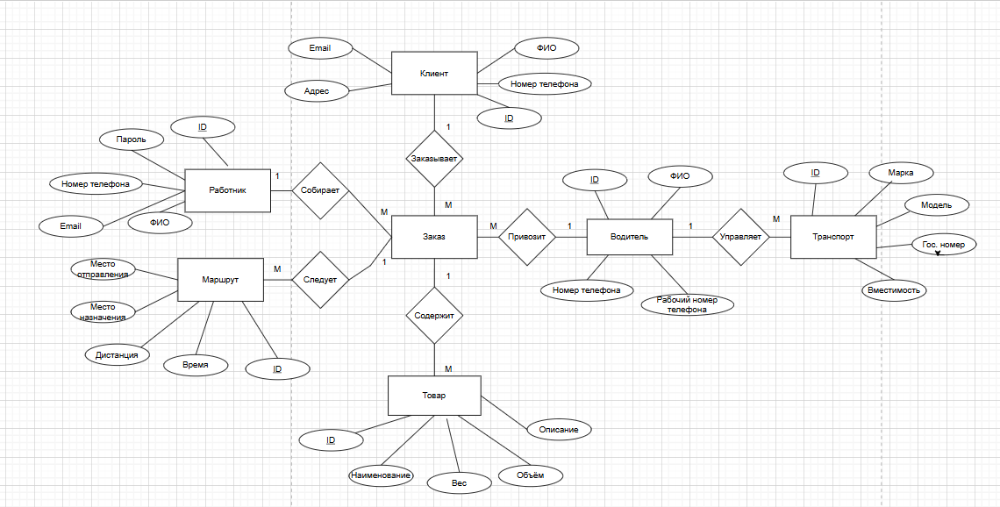 Email
ФИО
Клиент
Номер телефона
Адрес
ID
1
Заказывает
М
ID
Пароль
Номер телефона
Работник
1
Собирает
М
Email
ФИО
Заказ
М
Привозит
1
ID
ФИО
Водитель
1
Управляет
М
Номер телефона
Рабочий номер
телефона
ID
Марка
Модель
Транспорт
Гос. номер
Вместимость
Место
отправления
Маршрут
М
Следует
1
Место
назначения
Дистанция
Время
ID
1
Содержит
М
Товар
ID
Описание
Наименование
Вес
Объём